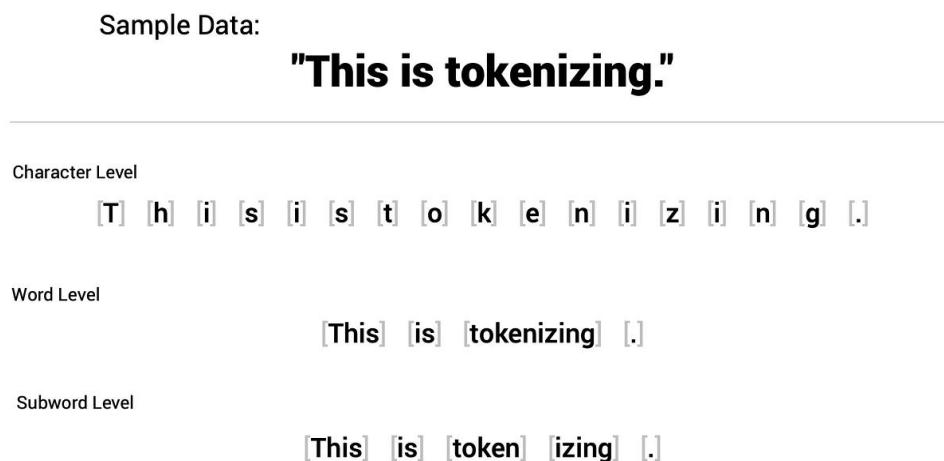 Sample Data:
"This is tokenizing."
Character Level
[T] [h] [i] [s] [i] [s] [t] [o] [k] [e] [n] [i] [z] [i] [n] [g] [.]
Word Level
[This] [is] [tokenizing] [.]
Subword Level
[This] [is] [token] [izing] [.]